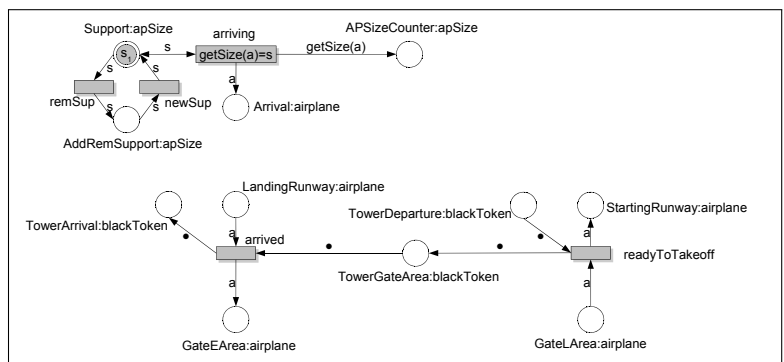 Support:apSize
arriving
APSizeCounter:apSize
s₁
s
getSize(a)=s
getSize(a)
s
s
a
s
s
remSup
newSup
Arrival:airplane
AddRemSupport:apSize
LandingRunway:airplane
TowerArrival:blackToken
TowerDeparture:blackToken
StartingRunway:airplane
a
a
arrived
readyToTakeoff
TowerGateArea:blackToken
a
a
GateEArea:airplane
GateLArea:airplane